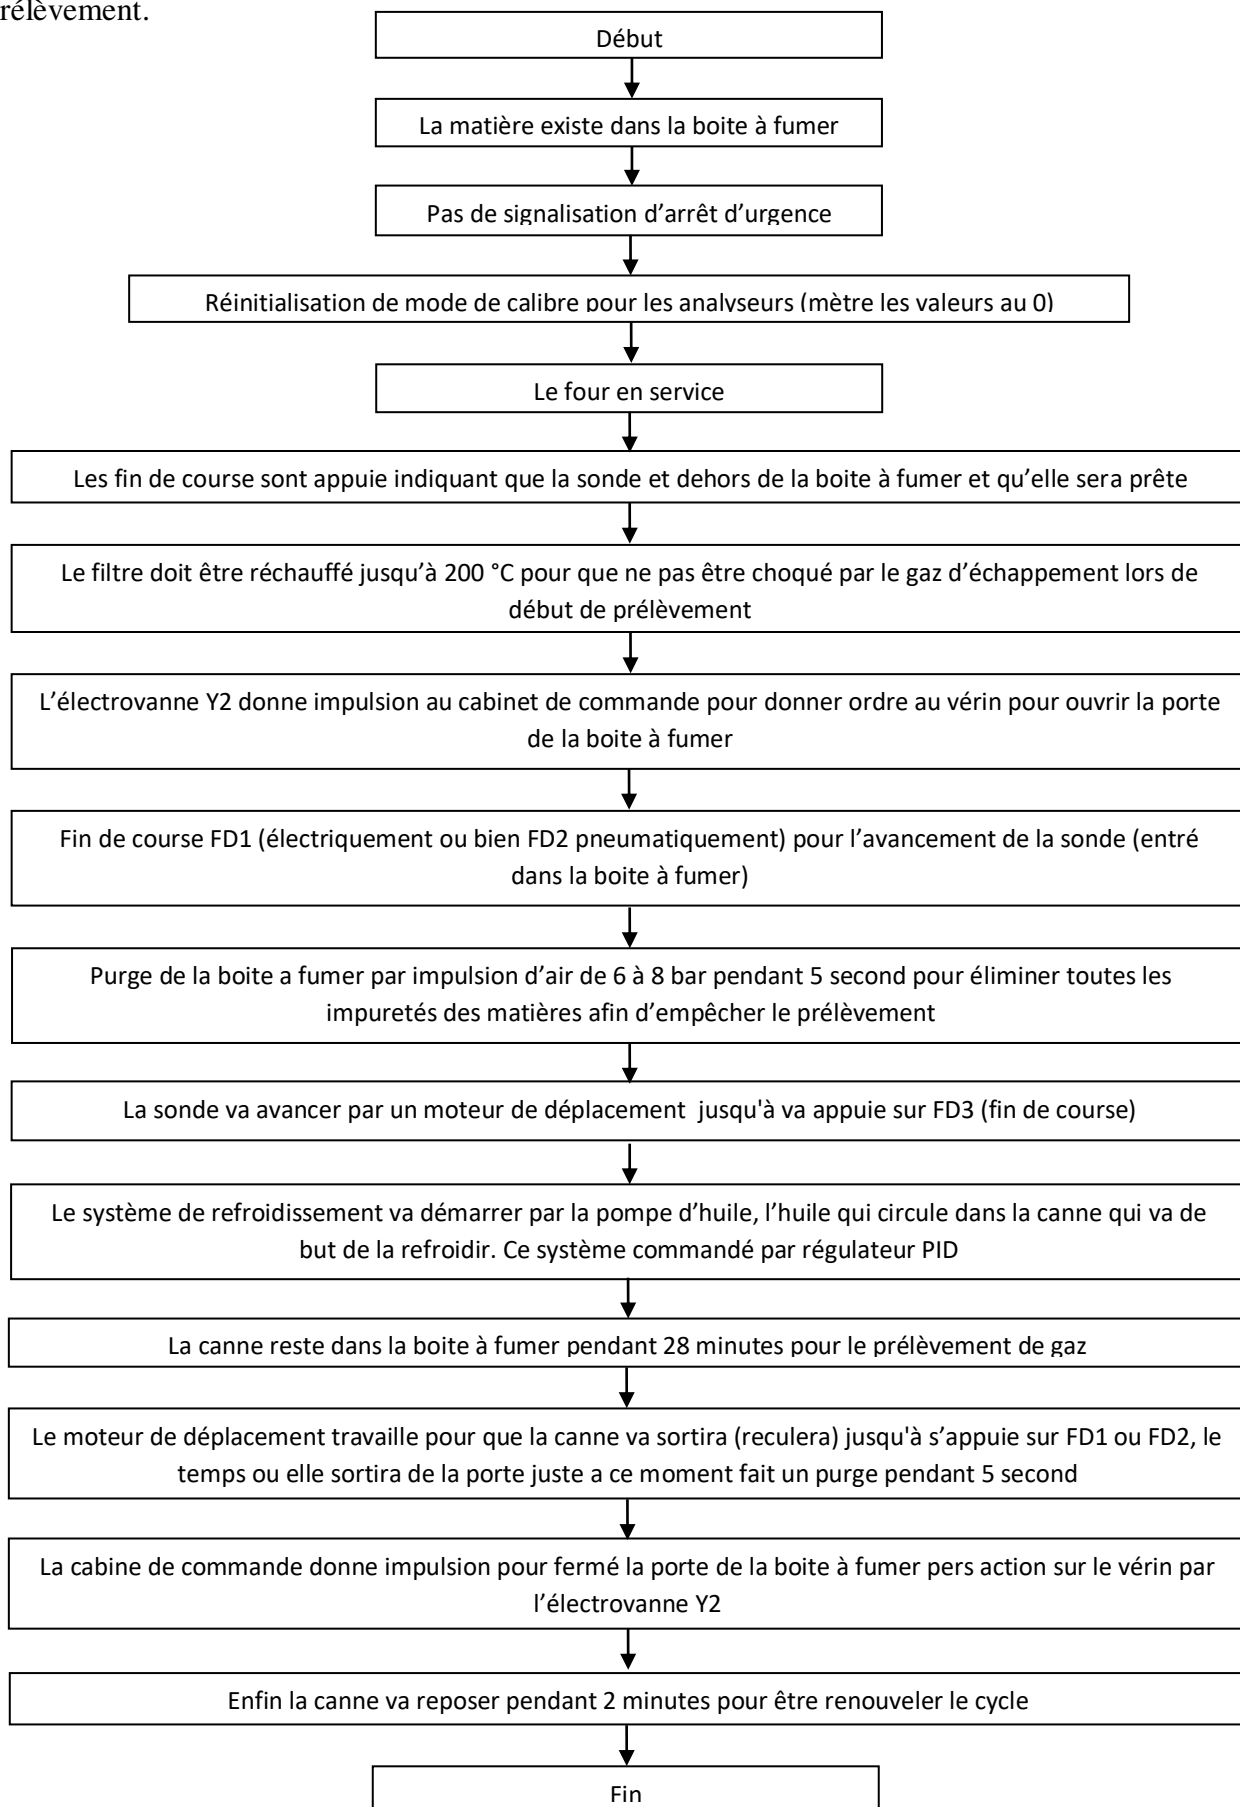 rélèvement.
Début
La matière existe dans la boite à fumer
Pas de signalisation d’arrêt d’urgence
Réinitialisation de mode de calibre pour les analyseurs (mètre les valeurs au 0)
Le four en service
Les fin de course sont appuie indiquant que la sonde et dehors de la boite à fumer et qu’elle sera prête
Le filtre doit être réchauffé jusqu’à 200 °C pour que ne pas être choqué par le gaz d’échappement lors de
début de prélèvement
L’électrovanne Y2 donne impulsion au cabinet de commande pour donner ordre au vérin pour ouvrir la porte
de la boite à fumer
Fin de course FD1 (électriquement ou bien FD2 pneumatiquement) pour l’avancement de la sonde (entré
dans la boite à fumer)
Purge de la boite a fumer par impulsion d’air de 6 à 8 bar pendant 5 second pour éliminer toutes les
impuretés des matières afin d’empêcher le prélèvement
La sonde va avancer par un moteur de déplacement  jusqu'à va appuie sur FD3 (fin de course)
Le système de refroidissement va démarrer par la pompe d’huile, l’huile qui circule dans la canne qui va de
but de la refroidir. Ce système commandé par régulateur PID
La canne reste dans la boite à fumer pendant 28 minutes pour le prélèvement de gaz
Le moteur de déplacement travaille pour que la canne va sortira (reculera) jusqu'à s’appuie sur FD1 ou FD2, le
temps ou elle sortira de la porte juste a ce moment fait un purge pendant 5 second
La cabine de commande donne impulsion pour fermé la porte de la boite à fumer pers action sur le vérin par
l’électrovanne Y2
Enfin la canne va reposer pendant 2 minutes pour être renouveler le cycle
Fin